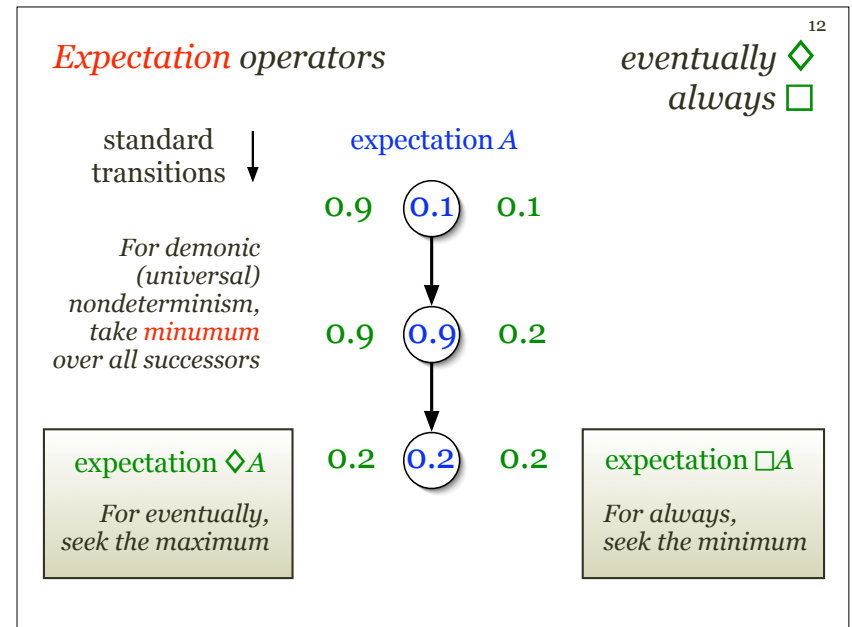 12
Expectation operators
eventually ◇
always □
standard
transitions
expectation A
0.9 0.1 0.1
For demonic
(universal)
nondeterminism,
take minumum
over all successors
0.9 0.9 0.2
0.2 0.2 0.2
expectation ◇A
For eventually,
seek the maximum
expectation □A
For always,
seek the minimum